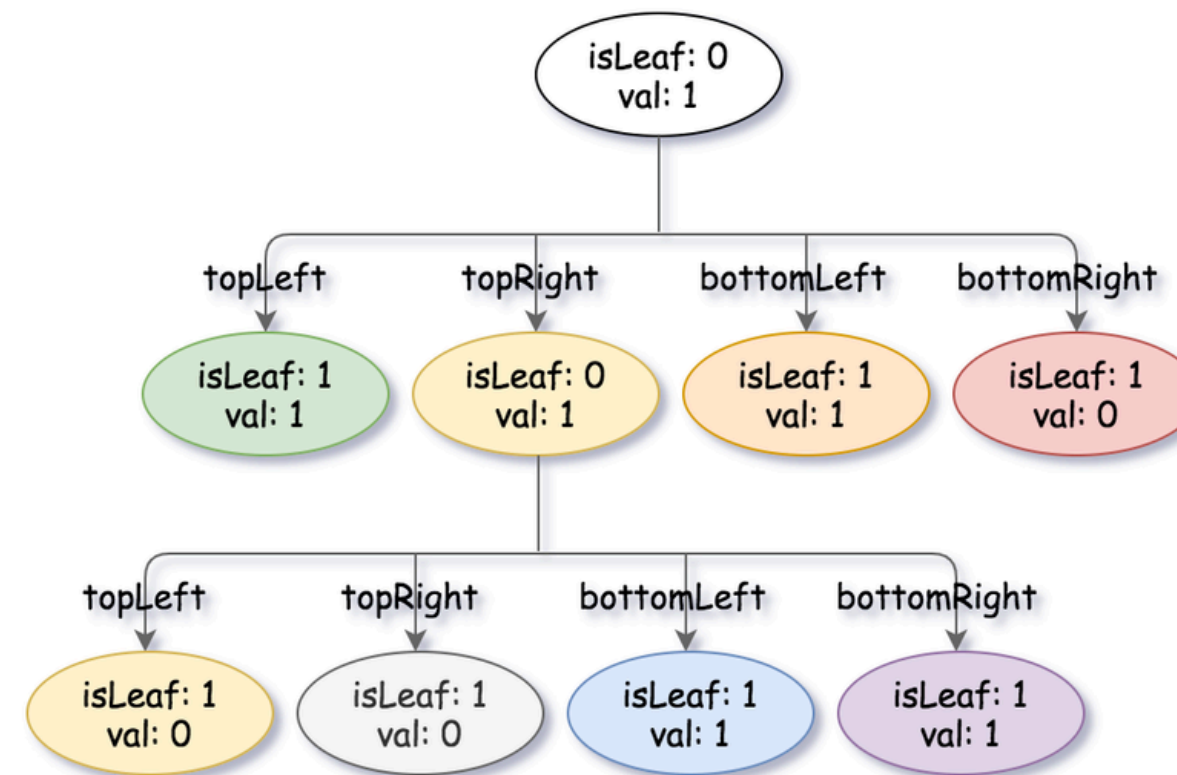 isLeaf: 0
val: 1
topLeft
topRight
bottomLeft
bottomRight
isLeaf: 1
val: 1
isLeaf: 0
val: 1
isLeaf: 1
val: 1
isLeaf: 1
val: 0
topLeft
topRight
bottomLeft
bottomRight
isLeaf: 1
val: 0
isLeaf: 1
val: 0
isLeaf: 1
val: 1
isLeaf: 1
val: 1